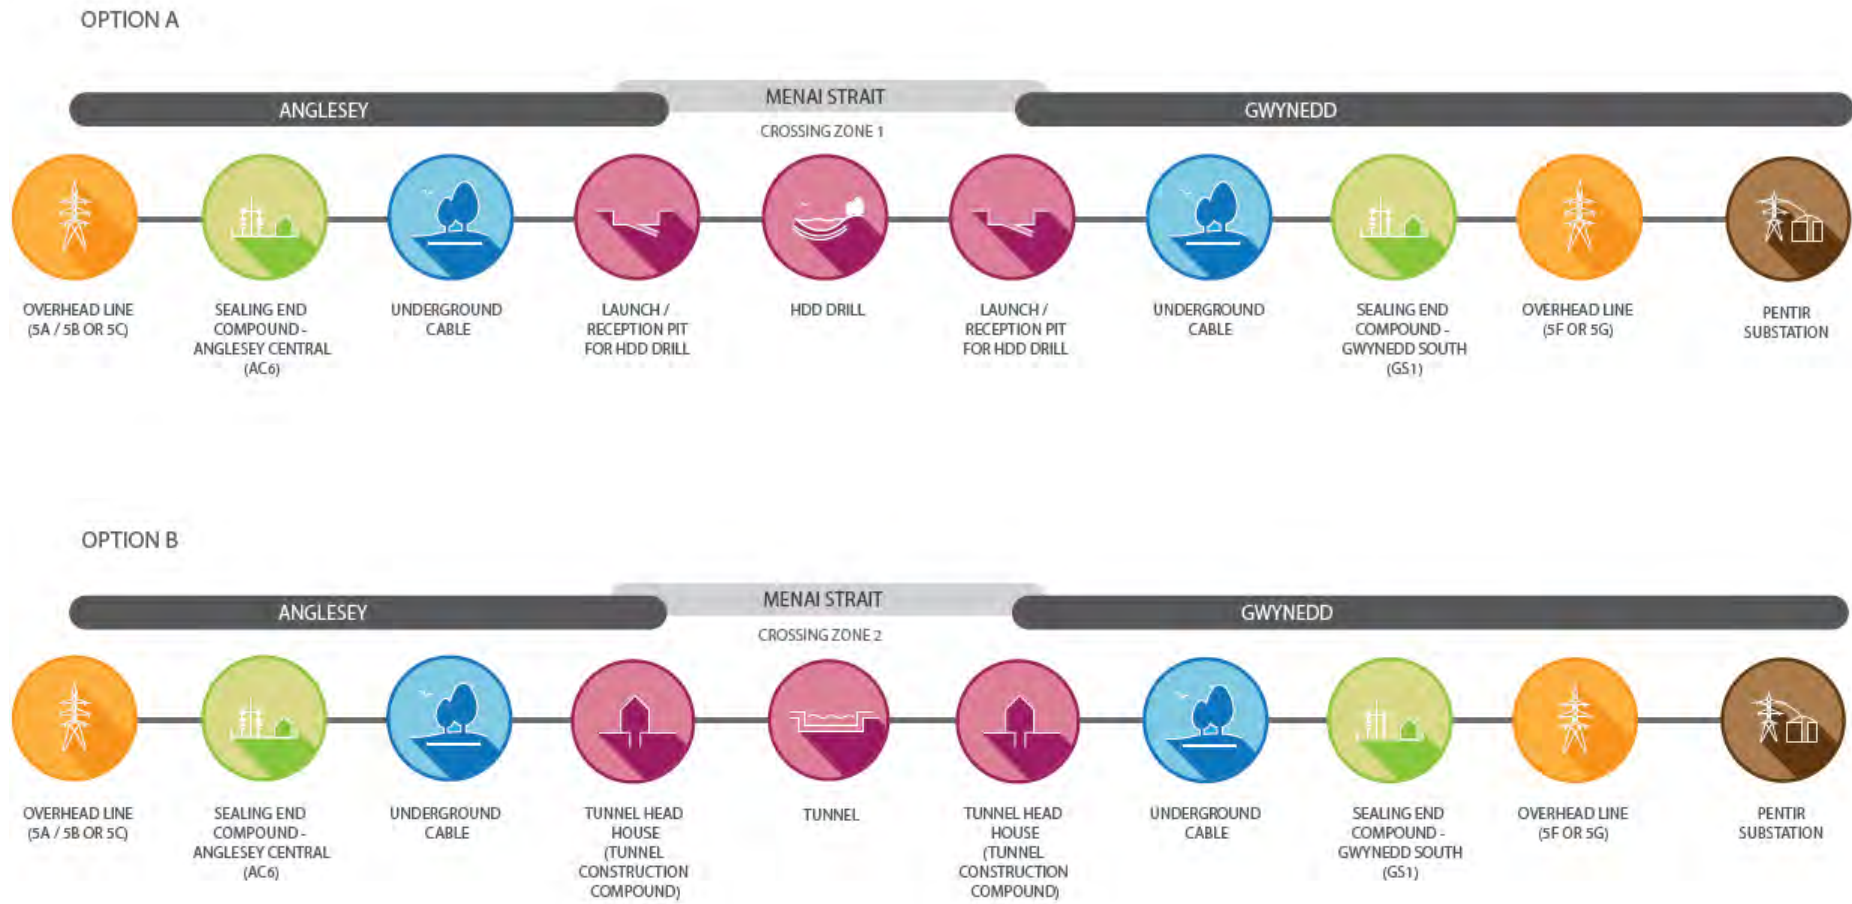 OPTION A
ANGLESEY
MENAI STRAIT
GWYNEDD
CROSSING ZONE 1
OVERHEAD LINE
(5A / 5B OR 5C)
SEALING END
COMPOUND -
ANGLESEY CENTRAL
(AC6)
UNDERGROUND
CABLE
LAUNCH /
RECEPTION PIT
FOR HDD DRILL
HDD DRILL
LAUNCH /
RECEPTION PIT
FOR HDD DRILL
UNDERGROUND
CABLE
SEALING END
COMPOUND -
GWYNEDD SOUTH
(GS1)
OVERHEAD LINE
(5F OR 5G)
PENTIR
SUBSTATION
OPTION B
ANGLESEY
MENAI STRAIT
GWYNEDD
CROSSING ZONE 2
OVERHEAD LINE
(5A / 5B OR 5C)
SEALING END
COMPOUND -
ANGLESEY CENTRAL
(AC6)
UNDERGROUND
CABLE
TUNNEL HEAD
HOUSE
(TUNNEL
CONSTRUCTION
COMPOUND)
TUNNEL
TUNNEL HEAD
HOUSE
(TUNNEL
CONSTRUCTION
COMPOUND)
UNDERGROUND
CABLE
SEALING END
COMPOUND -
GWYNEDD SOUTH
(GS1)
OVERHEAD LINE
(5F OR 5G)
PENTIR
SUBSTATION